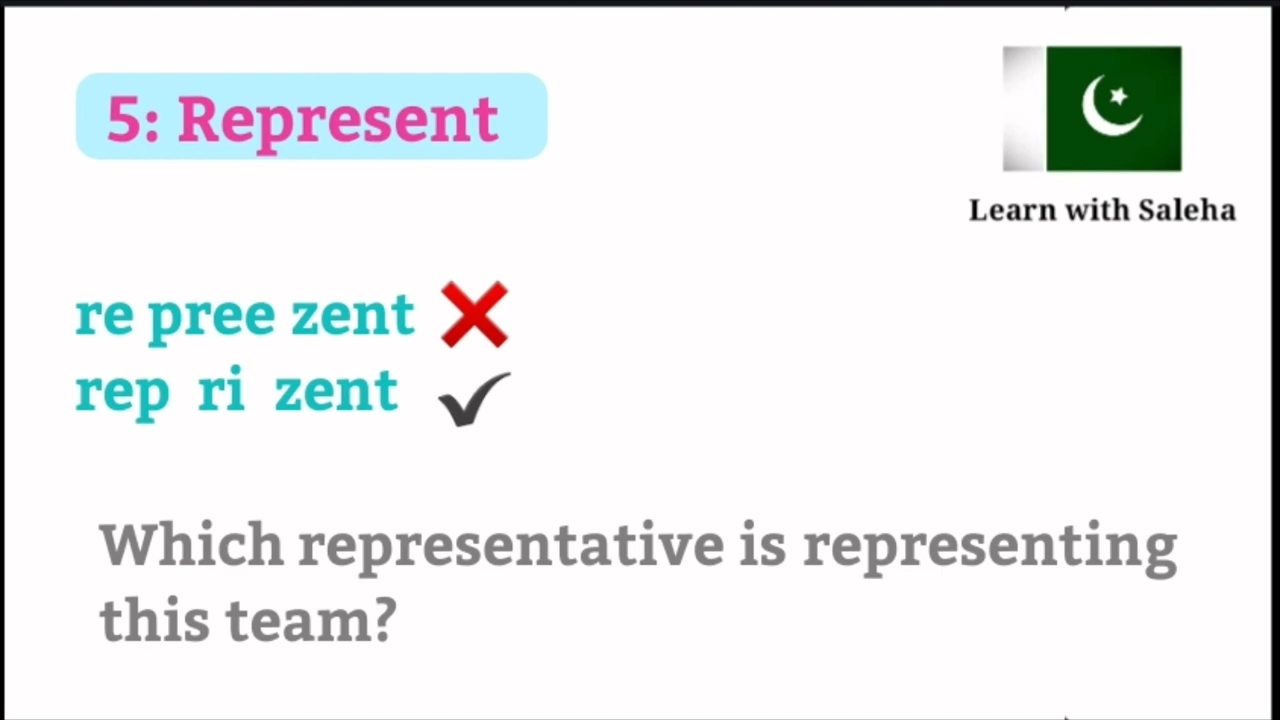 5: Represent
Learn with Saleha
re pree zent ❌
rep ri zent ✔
Which representative is representing
this team?